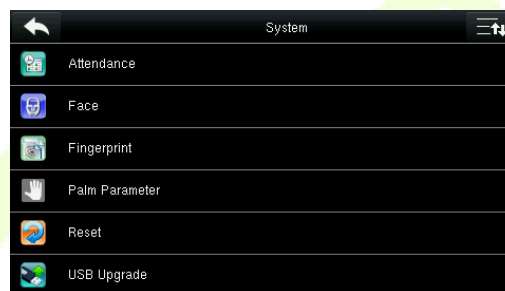 System
Attendance
Face
Fingerprint
Palm Parameter
Reset
USB Upgrade